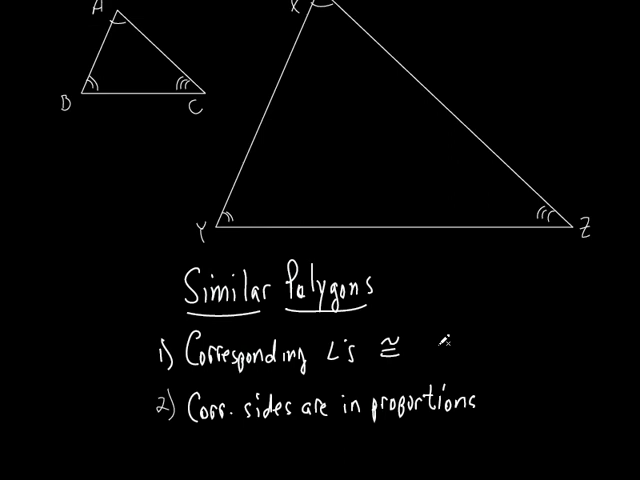 A
X
B
C
Y
Z
Similar Polygons
1) Corresponding ∠'s ≅
2) Corr. sides are in proportions